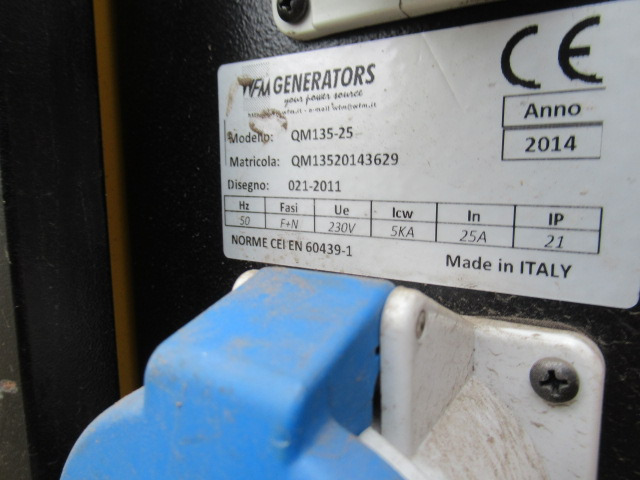 WFM GENERATORS
your power source
CE
Anno
2014
Modello: QM135-25
Matricola: QM13520143629
Disegno: 021-2011
Hz Fasi Ue Icw In IP
50 F+N 230V 5KA 25A 21
NORME CEI EN 60439-1
Made in ITALY